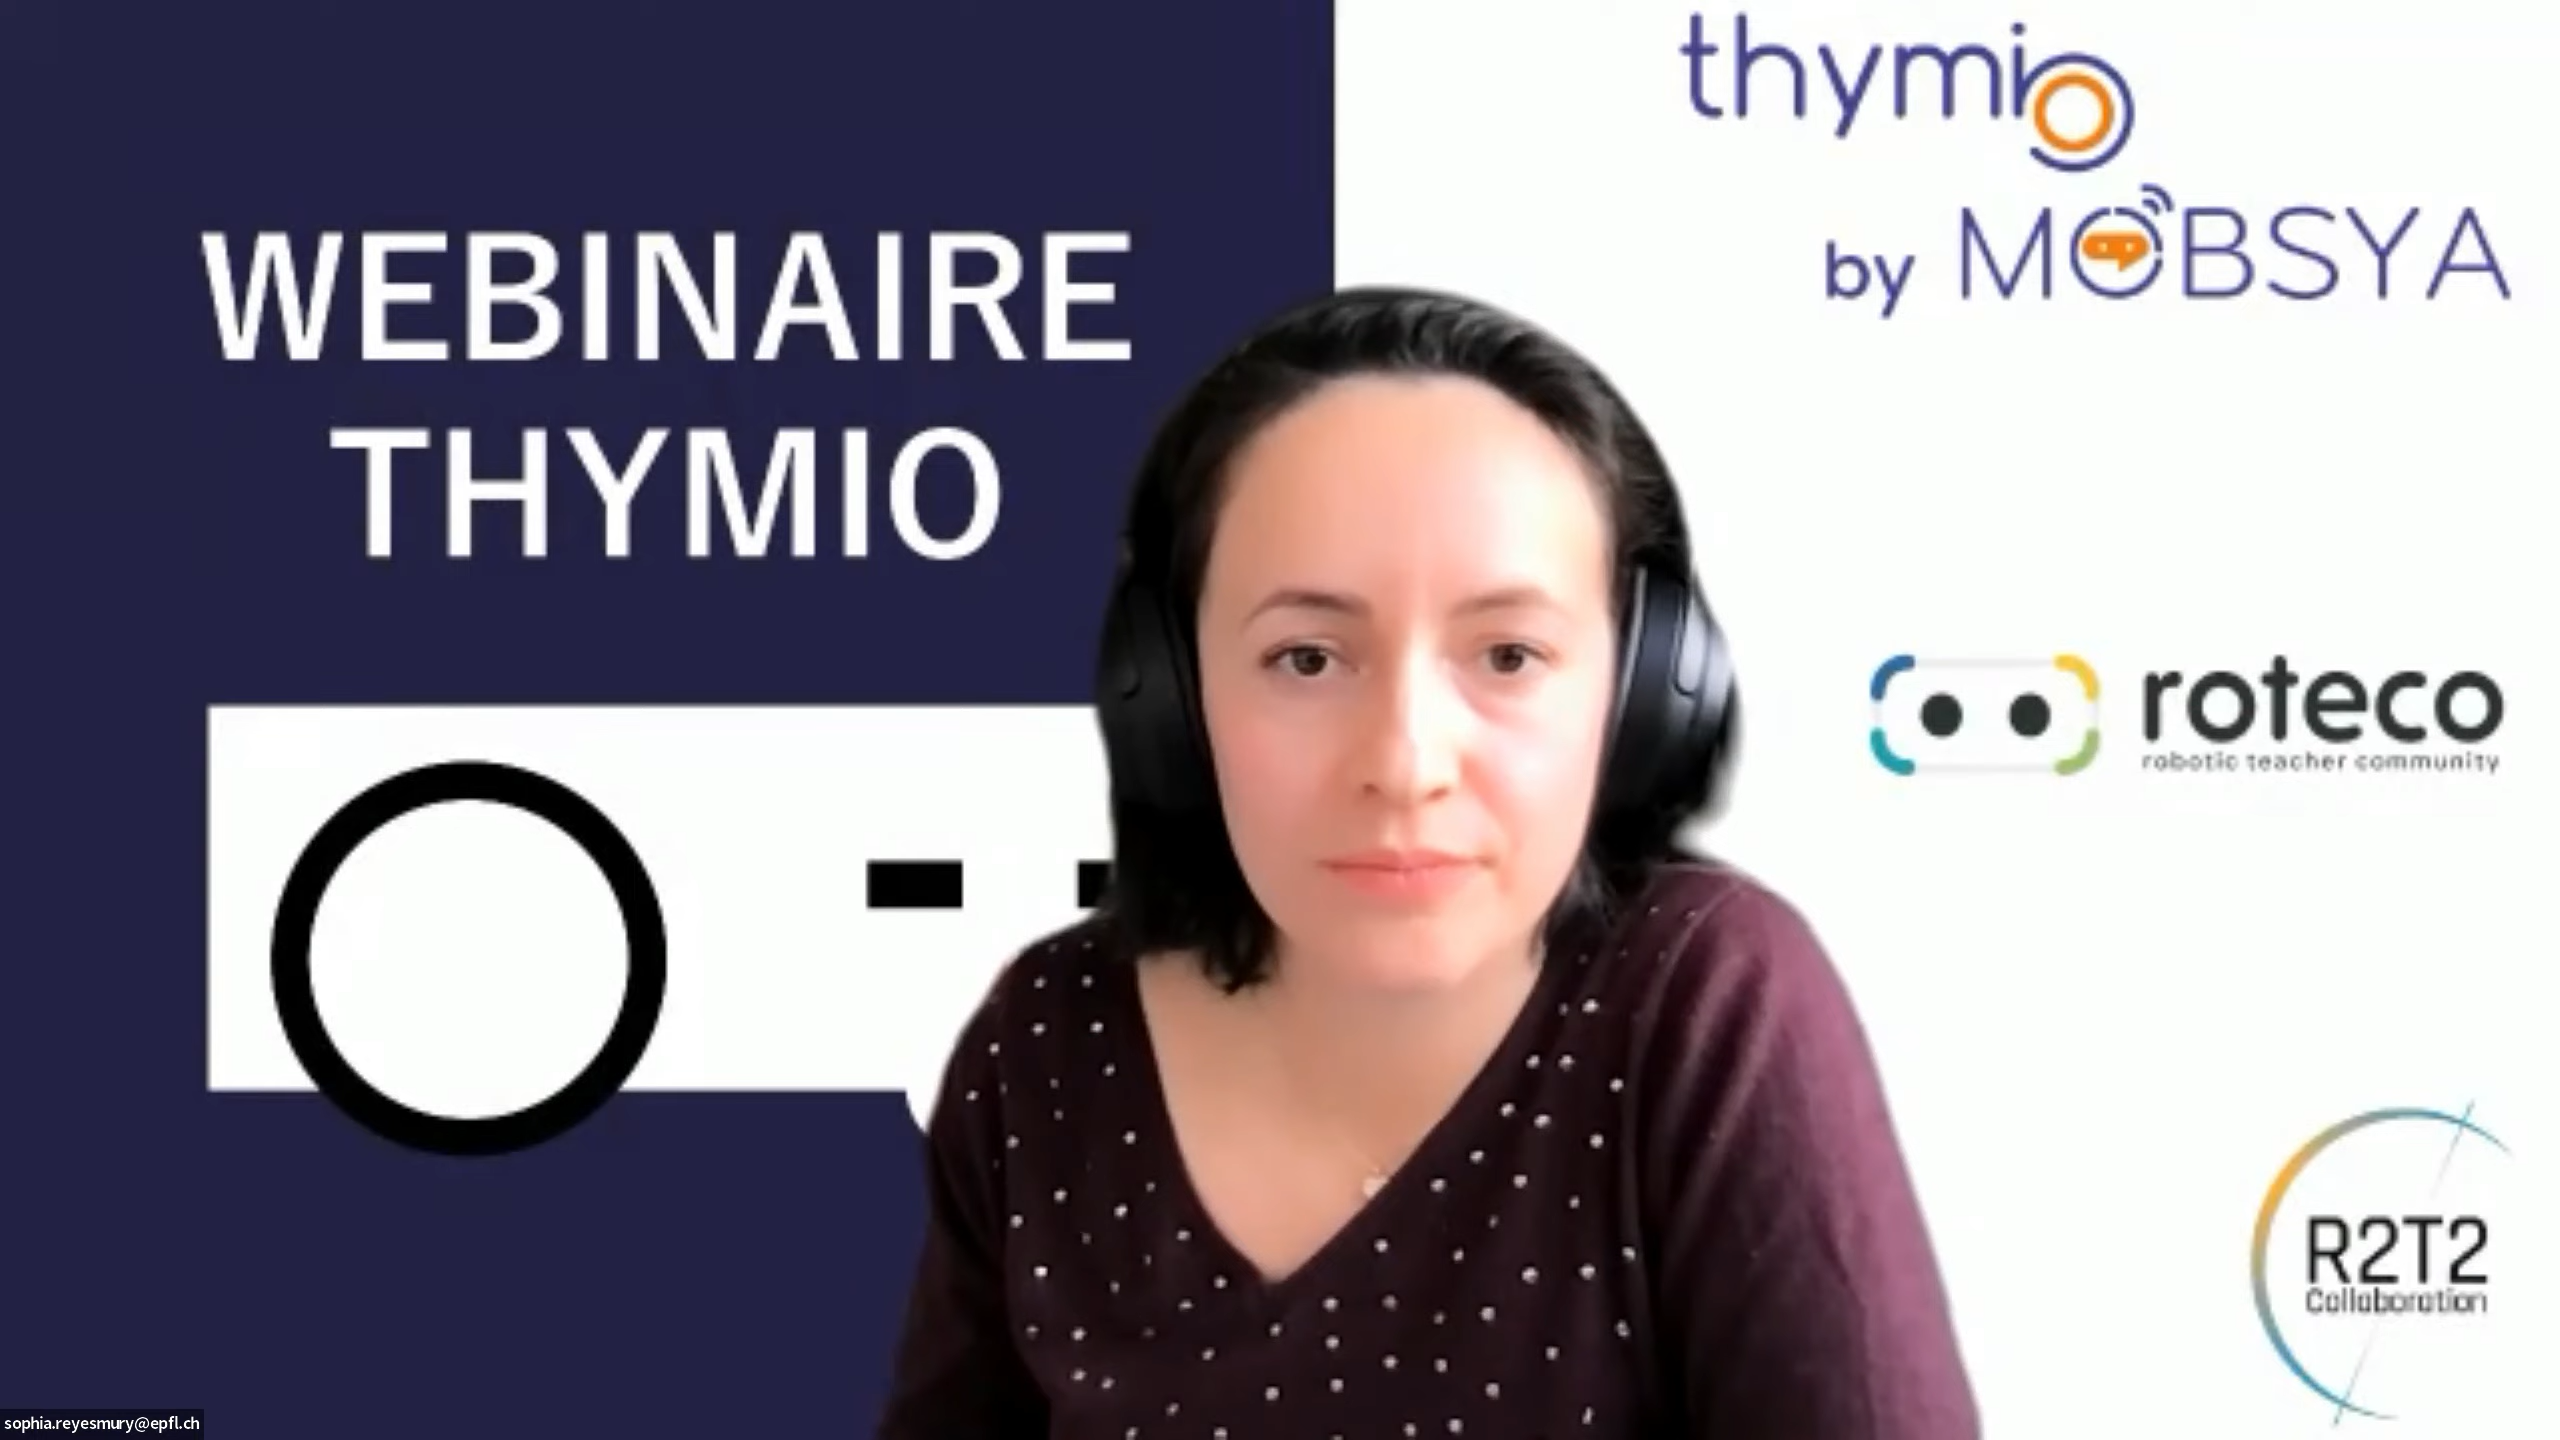 WEBINAIRE
THYMIO
thymio
by MOBSYA
roteco
robotic teacher community
R2T2
Collaboration
sophia.reyesmury@epfl.ch